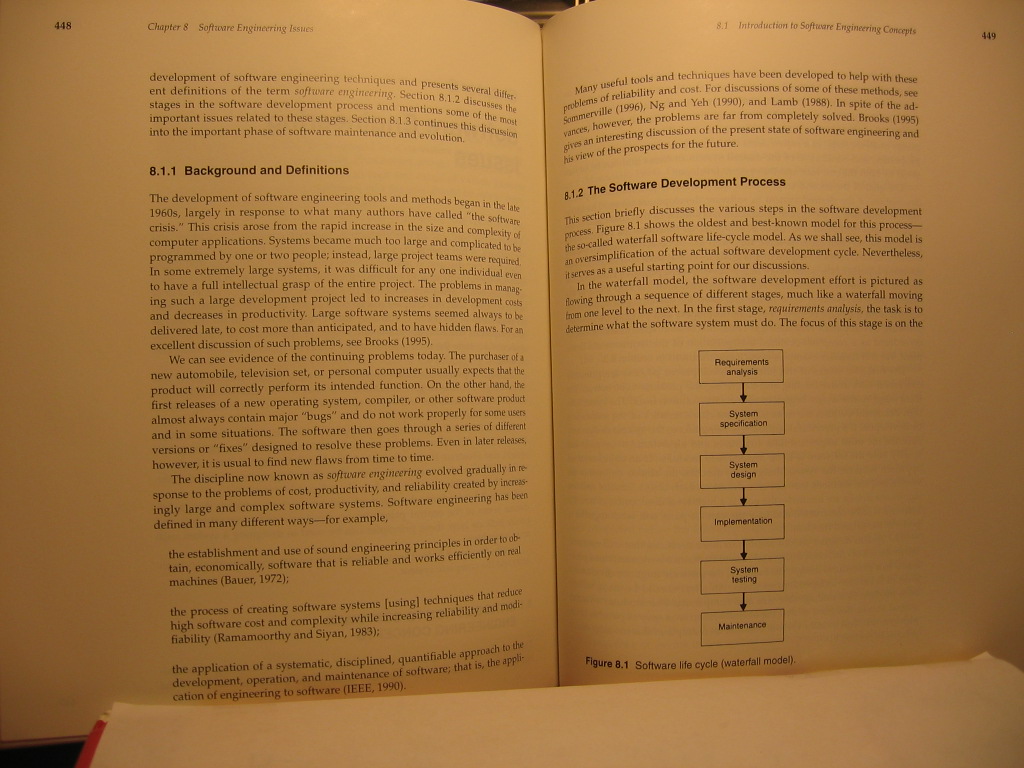 448
Chapter 8 Software Engineering Issues
development of software engineering techniques and presents several differ-
ent definitions of the term software engineering. Section 8.1.2 discusses the
stages in the software development process and mentions some of the most
important issues related to these stages. Section 8.1.3 continues this discussion
into the important phase of software maintenance and evolution.
8.1.1 Background and Definitions
The development of software engineering tools and methods began in the late
1960s, largely in response to what many authors have called "the software
crisis." This crisis arose from the rapid increase in the size and complexity of
computer applications. Systems became much too large and complicated to be
programmed by one or two people; instead, large project teams were required.
In some extremely large systems, it was difficult for any one individual even
to have a full intellectual grasp of the entire project. The problems in manag-
ing such a large development project led to increases in development costs
and decreases in productivity. Large software systems seemed always to be
delivered late, to cost more than anticipated, and to have hidden flaws. For an
excellent discussion of such problems, see Brooks (1995).
We can see evidence of the continuing problems today. The purchaser of a
new automobile, television set, or personal computer usually expects that the
product will correctly perform its intended function. On the other hand, the
first releases of a new operating system, compiler, or other software product
almost always contain major "bugs" and do not work properly for some users
and in some situations. The software then goes through a series of different
versions or "fixes" designed to resolve these problems. Even in later releases,
however, it is usual to find new flaws from time to time.
The discipline now known as software engineering evolved gradually in re-
sponse to the problems of cost, productivity, and reliability created by increas-
ingly large and complex software systems. Software engineering has been
defined in many different ways—for example,
the establishment and use of sound engineering principles in order to ob-
tain, economically, software that is reliable and works efficiently on real
machines (Bauer, 1972);
the process of creating software systems [using] techniques that reduce
high software cost and complexity while increasing reliability and modi-
fiability (Ramamoorthy and Siyan, 1983);
the application of a systematic, disciplined, quantifiable approach to the
development, operation, and maintenance of software; that is, the appli-
cation of engineering to software (IEEE, 1990).
8.1 Introduction to Software Engineering Concepts
449
Many useful tools and techniques have been developed to help with these
problems of reliability and cost. For discussions of some of these methods, see
Sommerville (1996), Ng and Yeh (1990), and Lamb (1988). In spite of the ad-
vances, however, the problems are far from completely solved. Brooks (1995)
gives an interesting discussion of the present state of software engineering and
his view of the prospects for the future.
8.1.2 The Software Development Process
This section briefly discusses the various steps in the software development
process. Figure 8.1 shows the oldest and best-known model for this process—
the so-called waterfall software life-cycle model. As we shall see, this model is
an oversimplification of the actual software development cycle. Nevertheless,
it serves as a useful starting point for our discussions.
In the waterfall model, the software development effort is pictured as
flowing through a sequence of different stages, much like a waterfall moving
from one level to the next. In the first stage, requirements analysis, the task is to
determine what the software system must do. The focus of this stage is on the
Requirements
analysis
System
specification
System
design
Implementation
System
testing
Maintenance
Figure 8.1 Software life cycle (waterfall model).